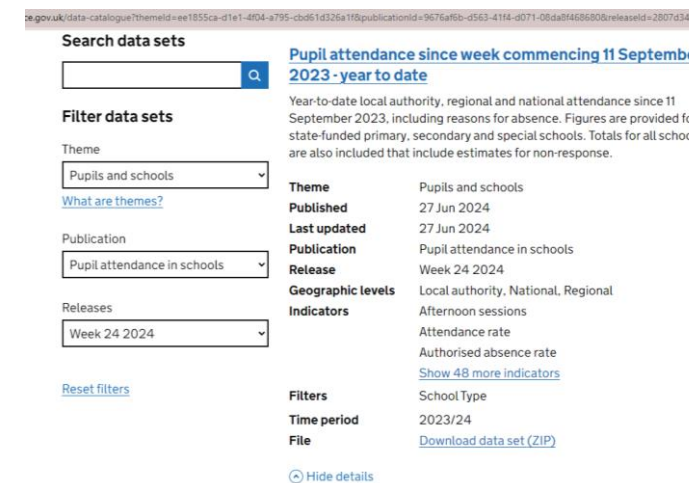 e.gov.uk/data-catalogue?themeId=ee1855ca-d1e1-4f04-a795-cbd61d326a1f&publicationId=9676af6b-d563-41f4-d071-08da8f468680&releaseId=2807d34
Search data sets
Filter data sets
Theme
Pupils and schools
What are themes?
Publication
Pupil attendance in schools
Releases
Week 24 2024
Reset filters
Pupil attendance since week commencing 11 Septembe
2023 - year to date
Year-to-date local authority, regional and national attendance since 11
September 2023, including reasons for absence. Figures are provided fo
state-funded primary, secondary and special schools. Totals for all schoo
are also included that include estimates for non-response.
Theme Pupils and schools
Published 27 Jun 2024
Last updated 27 Jun 2024
Publication Pupil attendance in schools
Release Week 24 2024
Geographic levels Local authority, National, Regional
Indicators Afternoon sessions
Attendance rate
Authorised absence rate
Show 48 more indicators
Filters School Type
Time period 2023/24
File Download data set (ZIP)
Hide details